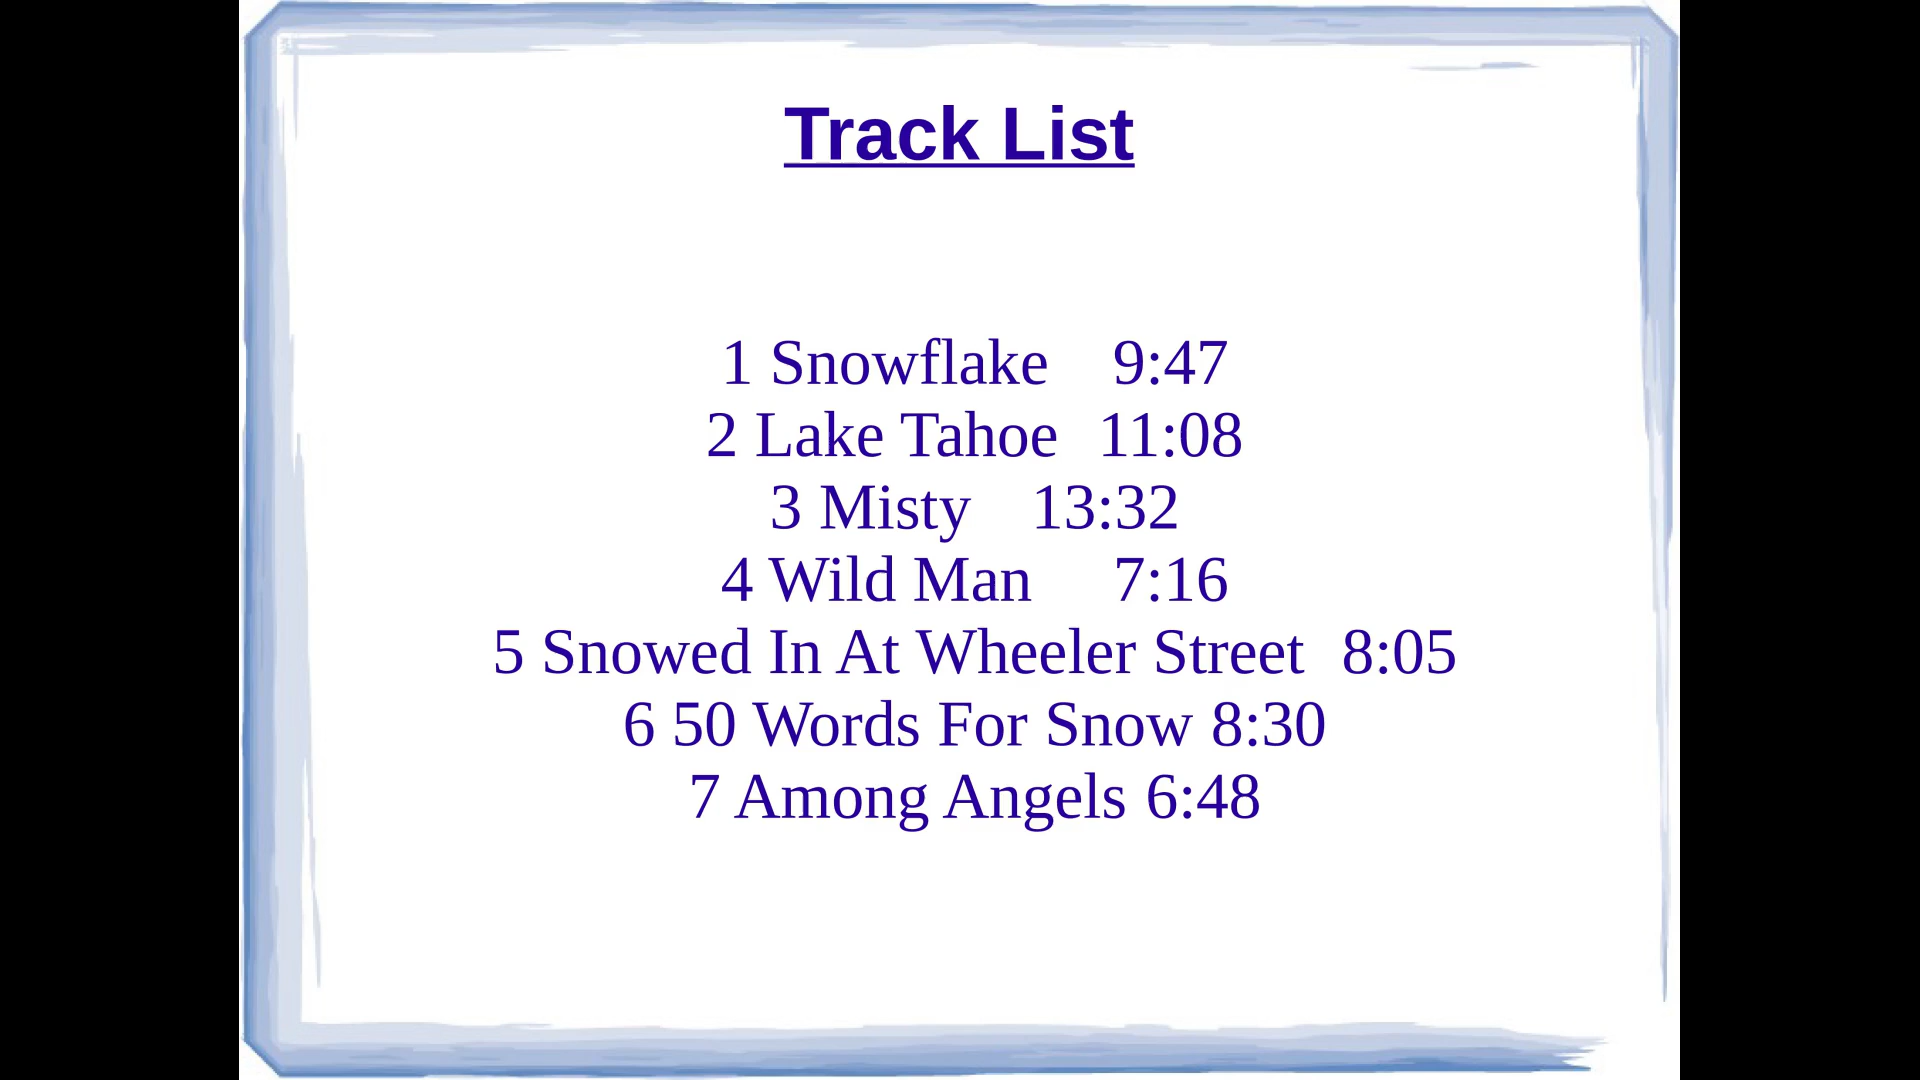 Track List
1 Snowflake 9:47
2 Lake Tahoe 11:08
3 Misty 13:32
4 Wild Man 7:16
5 Snowed In At Wheeler Street 8:05
6 50 Words For Snow 8:30
7 Among Angels 6:48